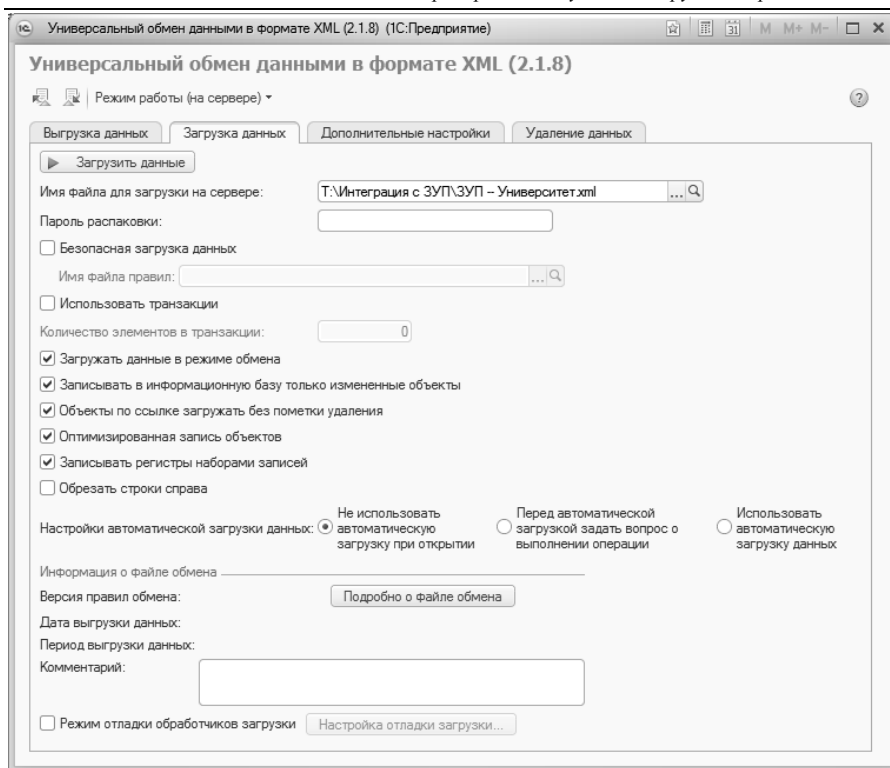 Универсальный обмен данными в формате XML (2.1.8) (1С:Предприятие)
31 M M+ M-
Универсальный обмен данными в формате XML (2.1.8)
Режим работы (на сервере)
?
Выгрузка данных Загрузка данных Дополнительные настройки Удаление данных
Загрузить данные
Имя файла для загрузки на сервере: T:\Интеграция с ЗУП\ЗУП -- Университет.xml ...
Пароль распаковки:
Безопасная загрузка данных
Имя файла правил: ...
Использовать транзакции
Количество элементов в транзакции: 0
Загружать данные в режиме обмена
Записывать в информационную базу только измененные объекты
Объекты по ссылке загружать без пометки удаления
Оптимизированная запись объектов
Записывать регистры наборами записей
Обрезать строки справа
Настройки автоматической загрузки данных:
Не использовать
автоматическую
загрузку при открытии
Перед автоматической
загрузкой задать вопрос о
выполнении операции
Использовать
автоматическую
загрузку данных
Информация о файле обмена
Версия правил обмена: Подробно о файле обмена
Дата выгрузки данных:
Период выгрузки данных:
Комментарий:
Режим отладки обработчиков загрузки Настройка отладки загрузки...